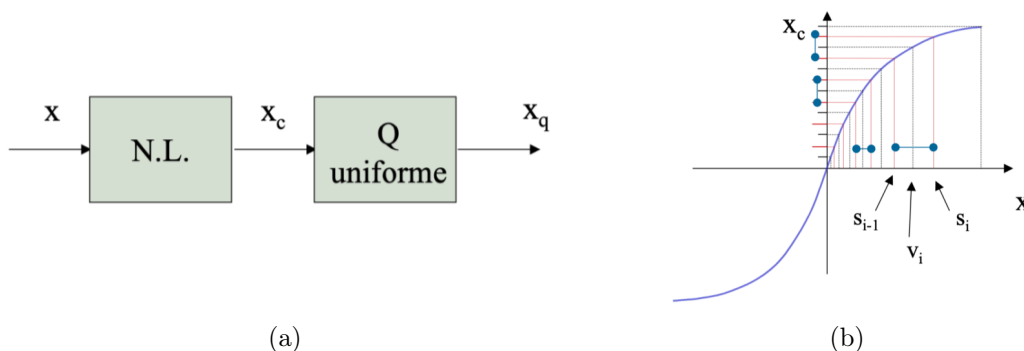 x
N.L.
x_c
Q
uniforme
x_q
(a)
x_c
x
s_{i-1}
v_i
s_i
(b)